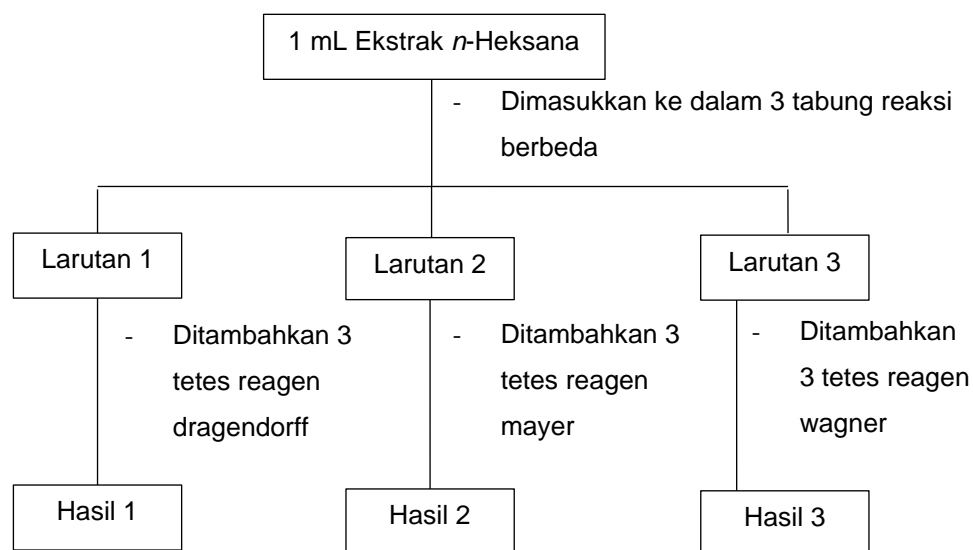 1 mL Ekstrak n-Heksana
- Dimasukkan ke dalam 3 tabung reaksi
berbeda
Larutan 1
Larutan 2
Larutan 3
- Ditambahkan 3
tetes reagen
dragendorff
- Ditambahkan 3
tetes reagen
mayer
- Ditambahkan
3 tetes reagen
wagner
Hasil 1
Hasil 2
Hasil 3